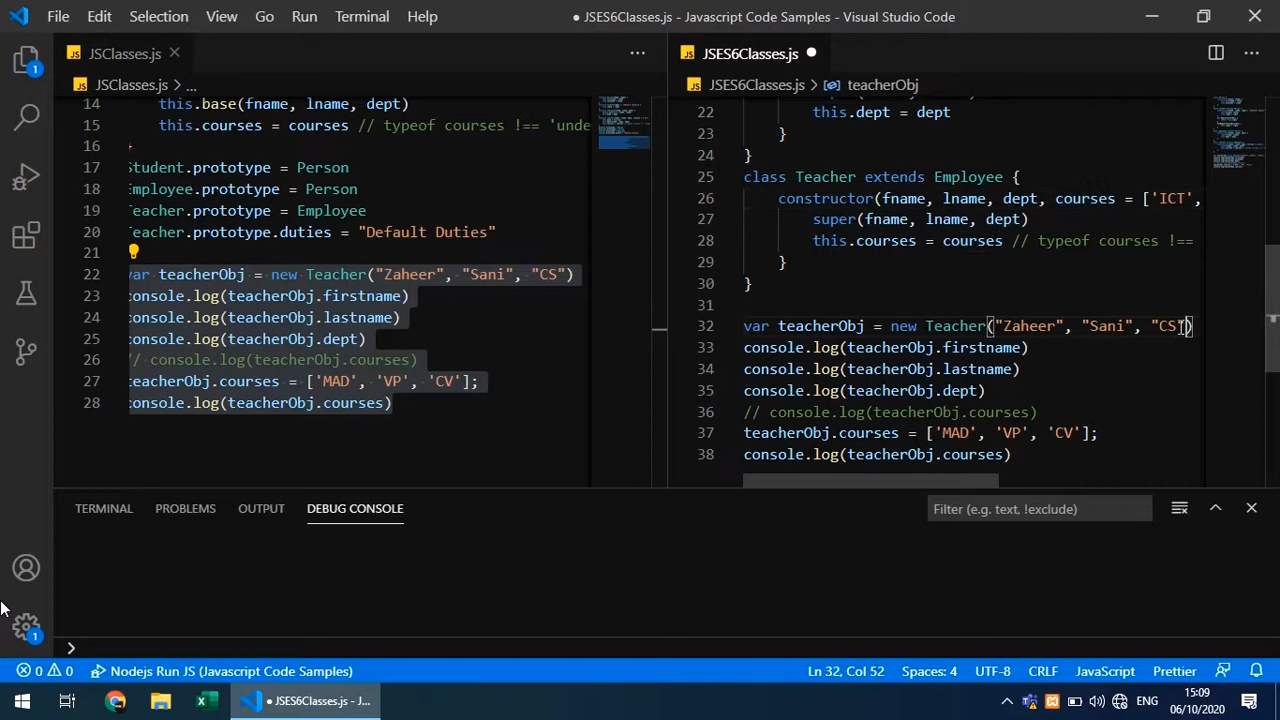 File Edit Selection View Go Run Terminal Help
● JSES6Classes.js - Javascript Code Samples - Visual Studio Code
JS JSClasses.js
JS JSClasses.js > ...
14 this.base(fname, lname, dept)
15 this.courses = courses // typeof courses !== 'unde
16
17 Student.prototype = Person
18 Employee.prototype = Person
19 Teacher.prototype = Employee
20 Teacher.prototype.duties = "Default Duties"
21
22 var teacherObj = new Teacher("Zaheer", "Sani", "CS")
23 console.log(teacherObj.firstname)
24 console.log(teacherObj.lastname)
25 console.log(teacherObj.dept)
26 // console.log(teacherObj.courses)
27 teacherObj.courses = ['MAD', 'VP', 'CV'];
28 console.log(teacherObj.courses)
JS JSES6Classes.js ●
JS JSES6Classes.js > teacherObj
22 this.dept = dept
23 }
24 }
25 class Teacher extends Employee {
26 constructor(fname, lname, dept, courses = ['ICT',
27 super(fname, lname, dept)
28 this.courses = courses // typeof courses !==
29 }
30 }
31
32 var teacherObj = new Teacher("Zaheer", "Sani", "CS")
33 console.log(teacherObj.firstname)
34 console.log(teacherObj.lastname)
35 console.log(teacherObj.dept)
36 // console.log(teacherObj.courses)
37 teacherObj.courses = ['MAD', 'VP', 'CV'];
38 console.log(teacherObj.courses)
TERMINAL PROBLEMS OUTPUT DEBUG CONSOLE
Filter (e.g. text, !exclude)
1
1
0 0 Nodejs Run JS (Javascript Code Samples)
Ln 32, Col 52 Spaces: 4 UTF-8 CRLF JavaScript Prettier
● JSES6Classes.js - J...
ENG
15:09
06/10/2020